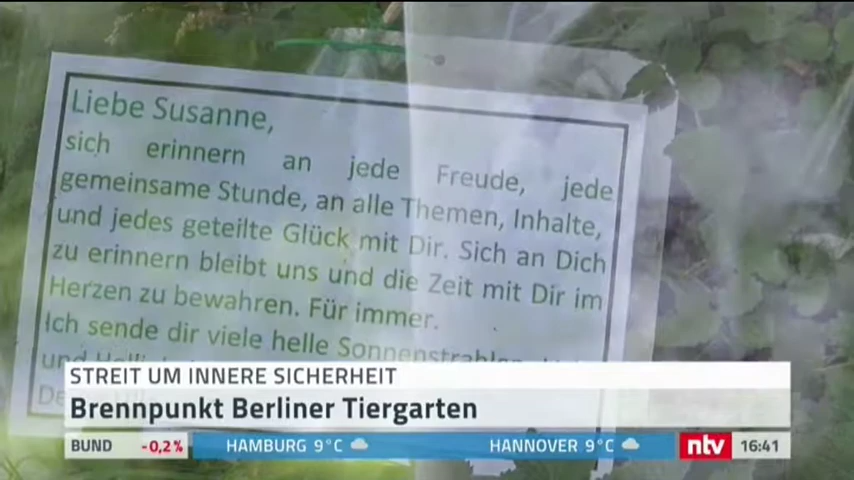 Liebe Susanne,
sich erinnern an jede Freude, jede
gemeinsame Stunde, an alle Themen, Inhalte,
und jedes geteilte Glück mit Dir. Sich an Dich
zu erinnern bleibt uns und die Zeit mit Dir im
Herzen zu bewahren. Für immer.
Ich sende dir viele helle Sonnenstrahlen
und
STREIT UM INNERE SICHERHEIT
Brennpunkt Berliner Tiergarten
BUND -0,2% HAMBURG 9°C HANNOVER 9°C ntv 16:41